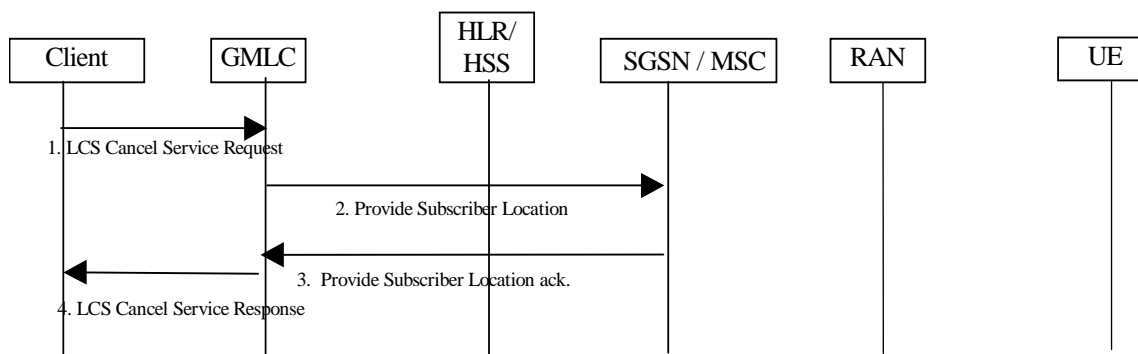 Client
GMLC
HLR/
HSS
SGSN / MSC
RAN
UE
1. LCS Cancel Service Request
2. Provide Subscriber Location
3. Provide Subscriber Location ack.
4. LCS Cancel Service Response